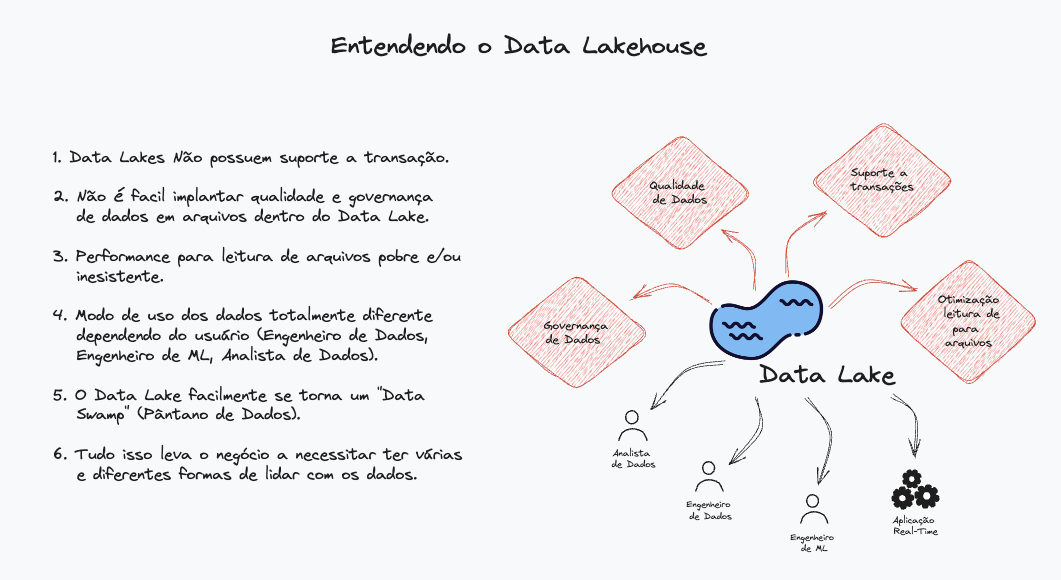 Entendendo o Data Lakehouse
1. Data Lakes Não possuem suporte a transação.
2. Não é facil implantar qualidade e governança
de dados em arquivos dentro do Data Lake.
3. Performance para leitura de arquivos pobre e/ou
inesistente.
4. Modo de uso dos dados totalmente diferente
dependendo do usuário (Engenheiro de Dados,
Engenheiro de ML, Analista de Dados).
5. O Data Lake facilmente se torna um "Data
Swamp" (Pântano de Dados).
6. Tudo isso leva o negócio a necessitar ter várias
e diferentes formas de lidar com os dados.
Qualidade
de Dados
Suporte a
transações
Governança
de Dados
Otimização
leitura de
para
arquivos
Data Lake
Analista
de Dados
Engenheiro
de Dados
Engenheiro
de ML
Aplicação
Real-Time